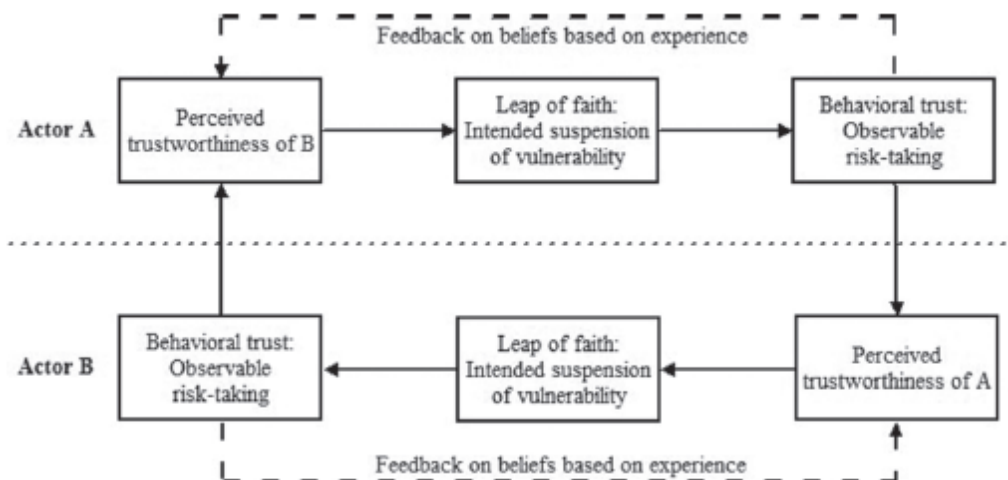 Feedback on beliefs based on experience
Actor A
Perceived
trustworthiness of B
Leap of faith:
Intended suspension
of vulnerability
Behavioral trust:
Observable
risk-taking
Actor B
Behavioral trust:
Observable
risk-taking
Leap of faith:
Intended suspension
of vulnerability
Perceived
trustworthiness of A
Feedback on beliefs based on experience